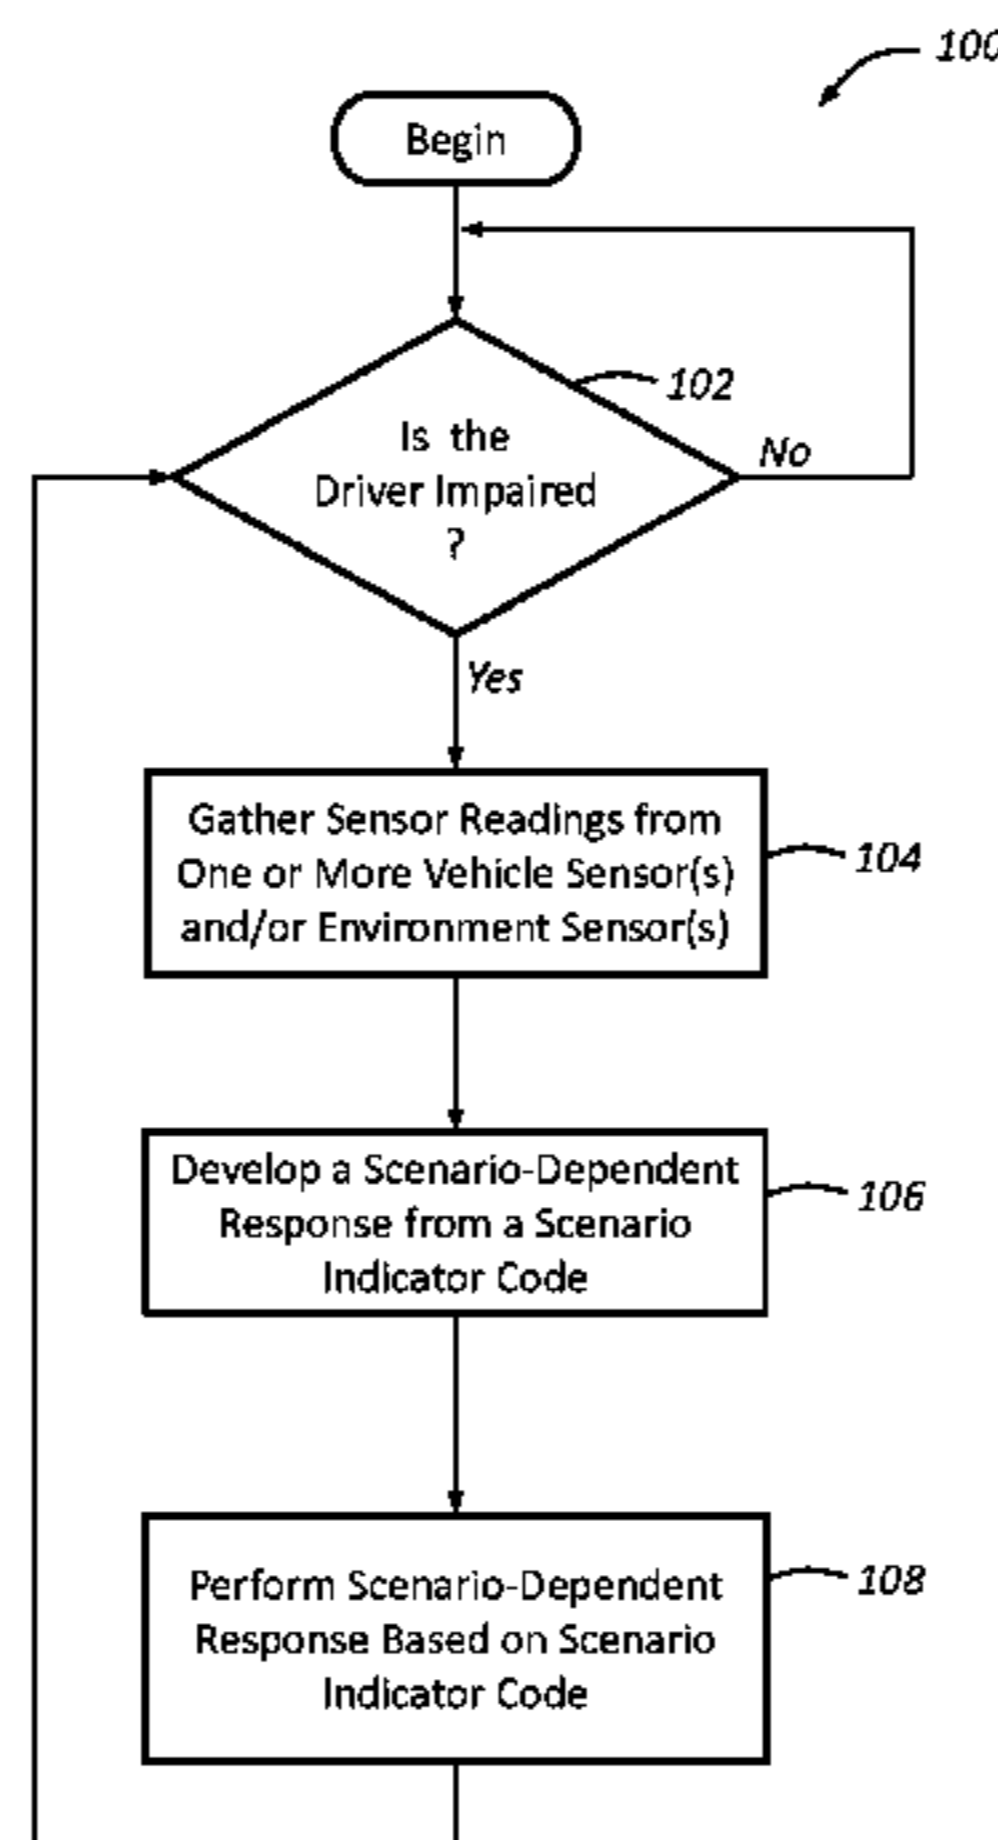 100
Begin
102
Is the
Driver Impaired
?
No
Yes
Gather Sensor Readings from
One or More Vehicle Sensor(s)
and/or Environment Sensor(s)
104
Develop a Scenario-Dependent
Response from a Scenario
Indicator Code
106
Perform Scenario-Dependent
Response Based on Scenario
Indicator Code
108